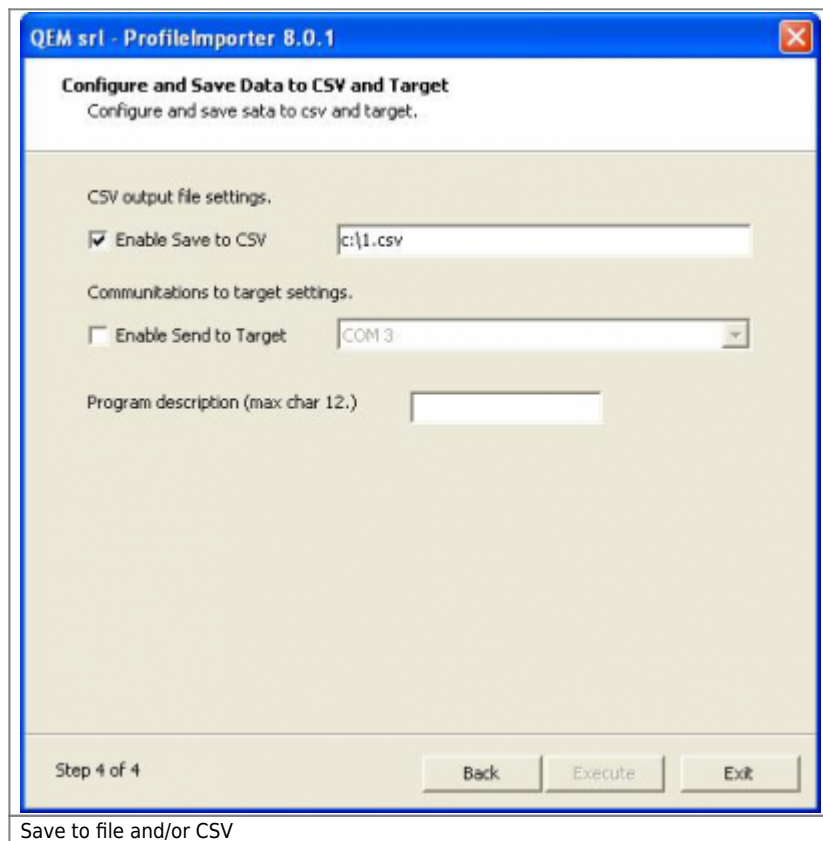 QEM srl - ProfileImporter 8.0.1
Configure and Save Data to CSV and Target
Configure and save sata to csv and target.
CSV output file settings.
Enable Save to CSV c:\1.csv
Communitations to target settings.
Enable Send to Target COM 3
Program description (max char 12.)
Step 4 of 4 Back Execute Exit
Save to file and/or CSV